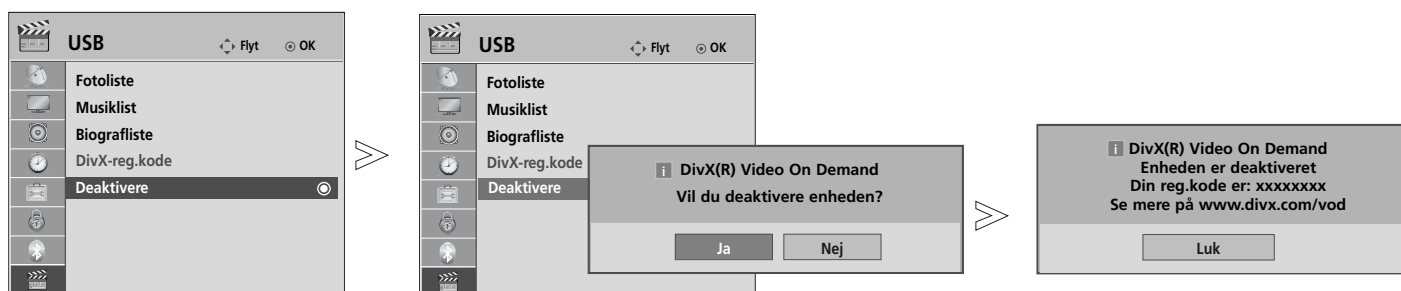 USB Flyt OK
Fotoliste
Musiklist
Biografliste
DivX-reg.kode
Deaktivere
USB Flyt OK
Fotoliste
Musiklist
Biografliste
DivX-reg.kode
Deaktivere
i DivX(R) Video On Demand
Vil du deaktivere enheden?
Ja Nej
i DivX(R) Video On Demand
Enheden er deaktiveret
Din reg.kode er: xxxxxxxx
Se mere på www.divx.com/vod
Luk